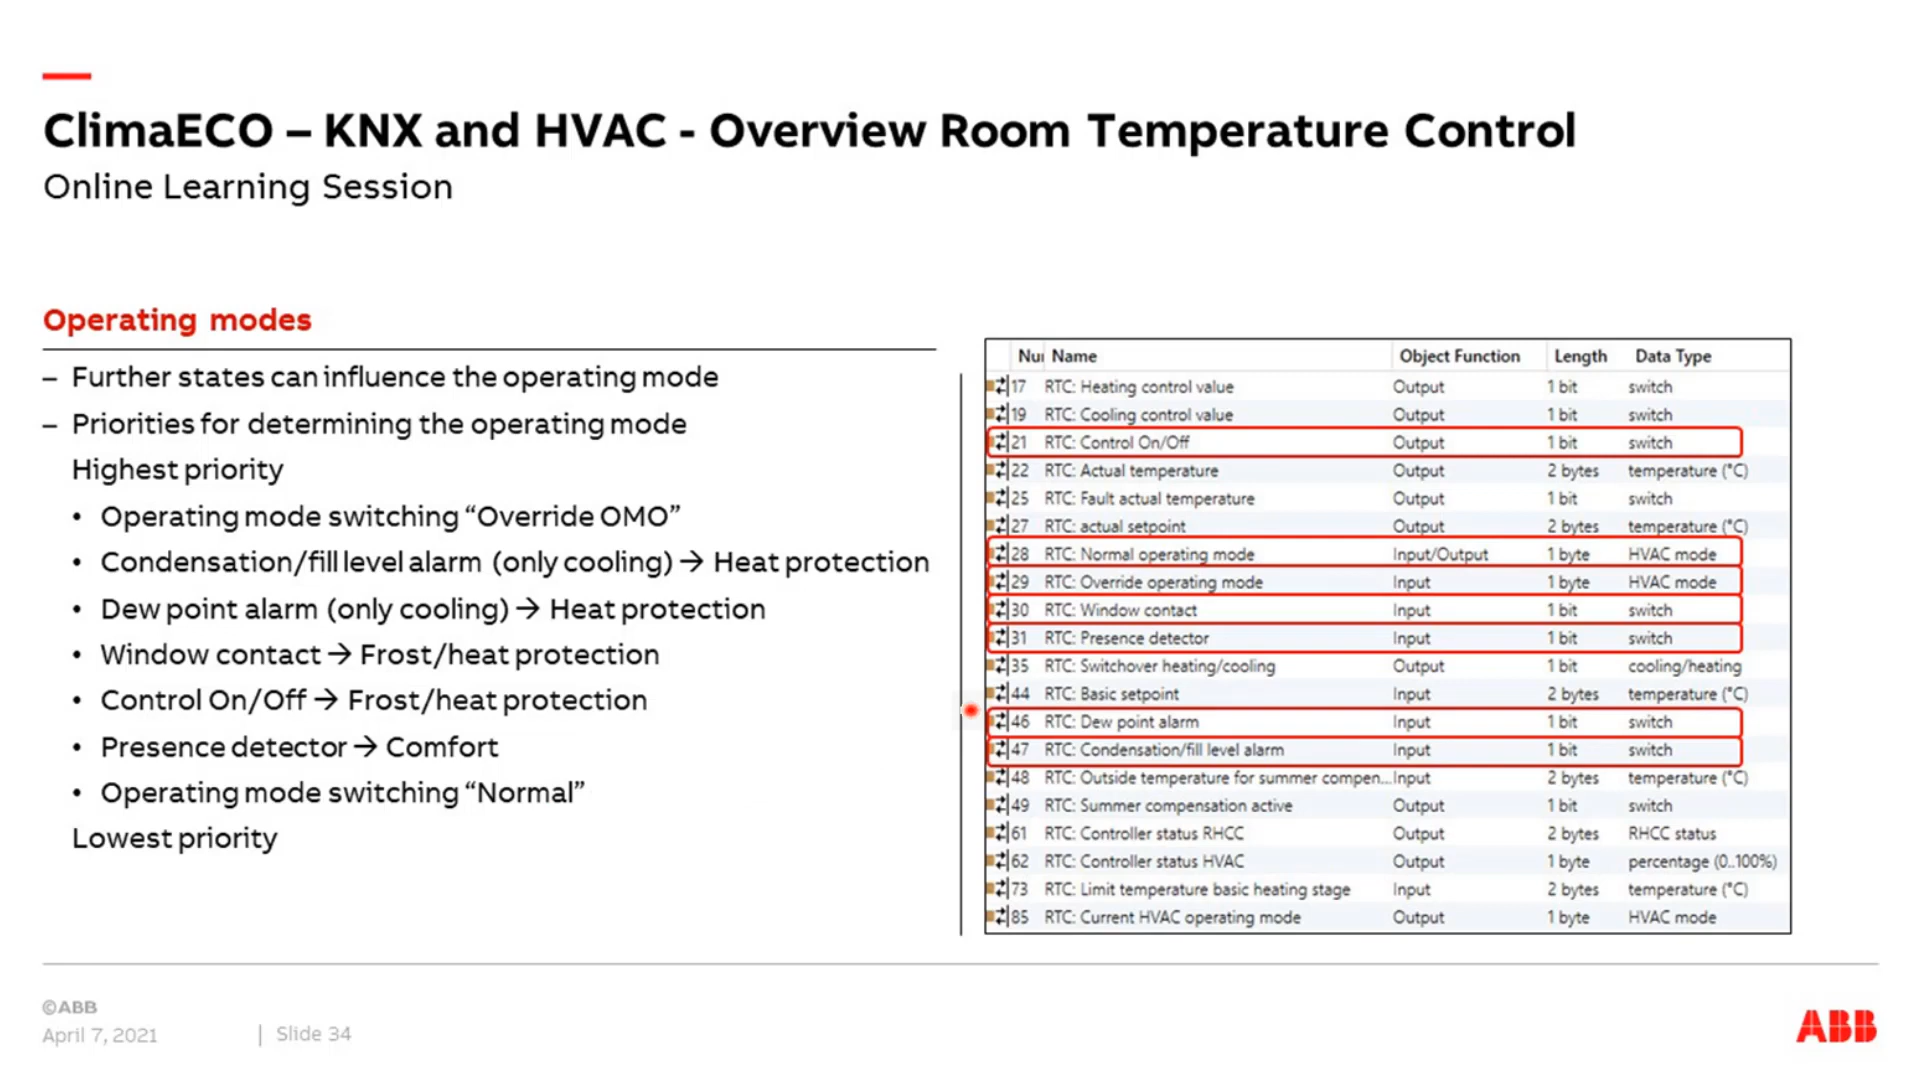 ClimaECO – KNX and HVAC - Overview Room Temperature Control
Online Learning Session
Operating modes
– Further states can influence the operating mode
– Priorities for determining the operating mode
Highest priority
• Operating mode switching “Override OMO”
• Condensation/fill level alarm (only cooling) → Heat protection
• Dew point alarm (only cooling) → Heat protection
• Window contact → Frost/heat protection
• Control On/Off → Frost/heat protection
• Presence detector → Comfort
• Operating mode switching “Normal”
Lowest priority
Nui Name Object Function Length Data Type
17 RTC: Heating control value Output 1 bit switch
19 RTC: Cooling control value Output 1 bit switch
21 RTC: Control On/Off Output 1 bit switch
22 RTC: Actual temperature Output 2 bytes temperature (°C)
25 RTC: Fault actual temperature Output 1 bit switch
27 RTC: actual setpoint Output 2 bytes temperature (°C)
28 RTC: Normal operating mode Input/Output 1 byte HVAC mode
29 RTC: Override operating mode Input 1 byte HVAC mode
30 RTC: Window contact Input 1 bit switch
31 RTC: Presence detector Input 1 bit switch
35 RTC: Switchover heating/cooling Output 1 bit cooling/heating
44 RTC: Basic setpoint Input 2 bytes temperature (°C)
46 RTC: Dew point alarm Input 1 bit switch
47 RTC: Condensation/fill level alarm Input 1 bit switch
48 RTC: Outside temperature for summer compen... Input 2 bytes temperature (°C)
49 RTC: Summer compensation active Output 1 bit switch
61 RTC: Controller status RHCC Output 2 bytes RHCC status
62 RTC: Controller status HVAC Output 1 byte percentage (0..100%)
73 RTC: Limit temperature basic heating stage Input 2 bytes temperature (°C)
85 RTC: Current HVAC operating mode Output 1 byte HVAC mode
©ABB
April 7, 2021 | Slide 34
ABB